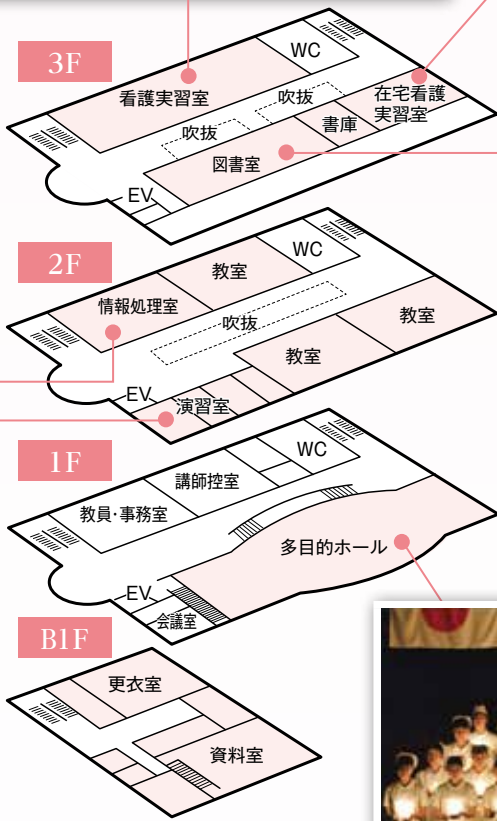 3F
WC
看護実習室
吹抜
在宅看護
実習室
書庫
吹抜
図書室
EV
2F
WC
教室
情報処理室
吹抜
教室
教室
EV
演習室
1F
WC
講師控室
教員・事務室
多目的ホール
EV
会議室
B1F
更衣室
資料室